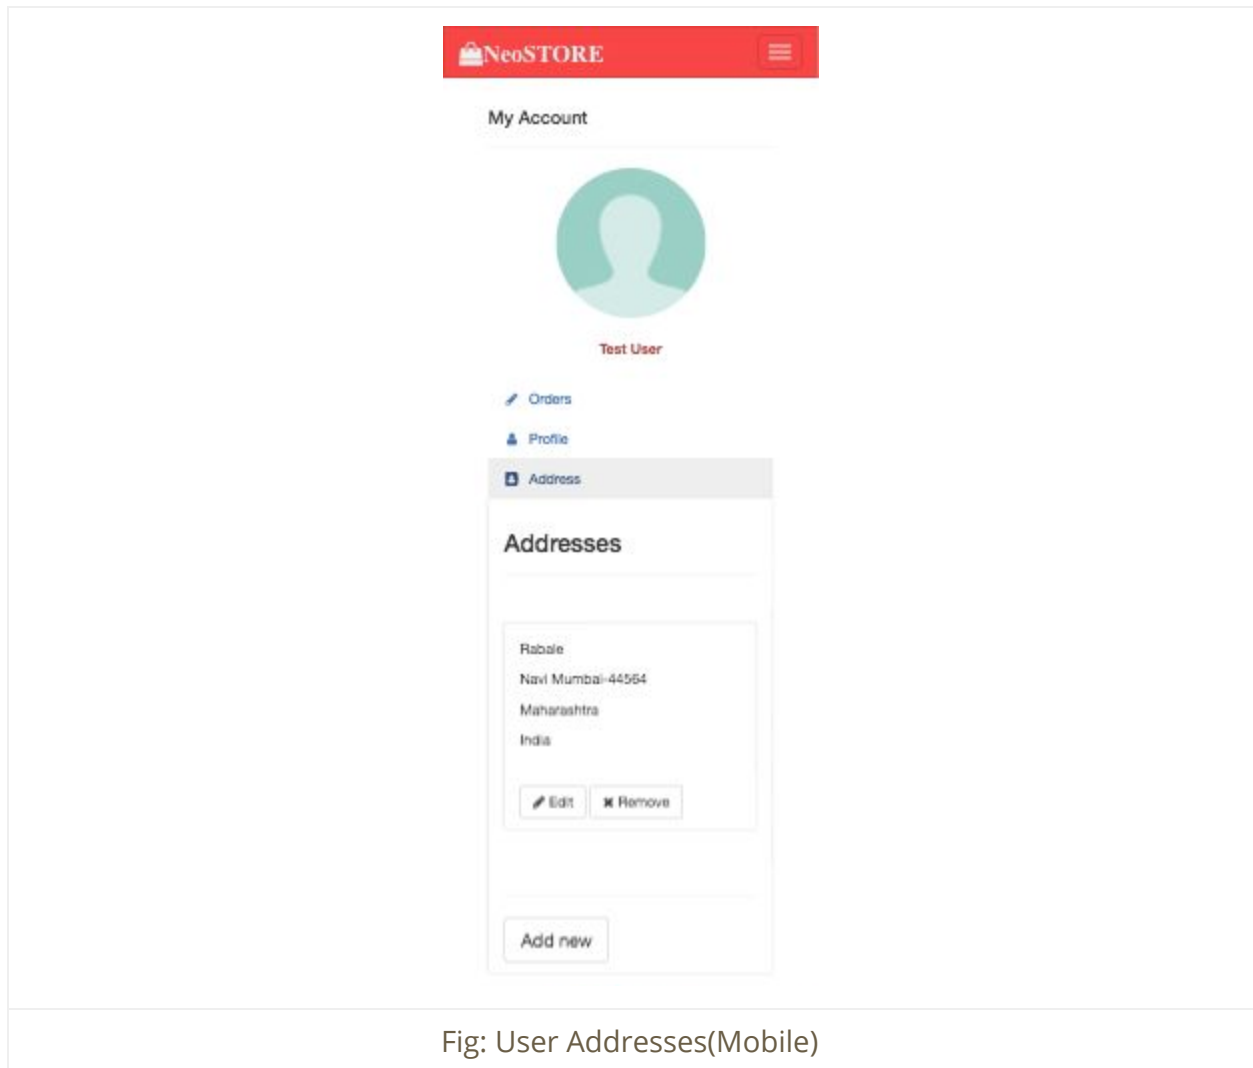 NeoSTORE
My Account
Test User
Orders
Profile
Address
Addresses
Rabale
Navi Mumbai-44564
Maharashtra
India
Edit Remove
Add new
Fig: User Addresses(Mobile)